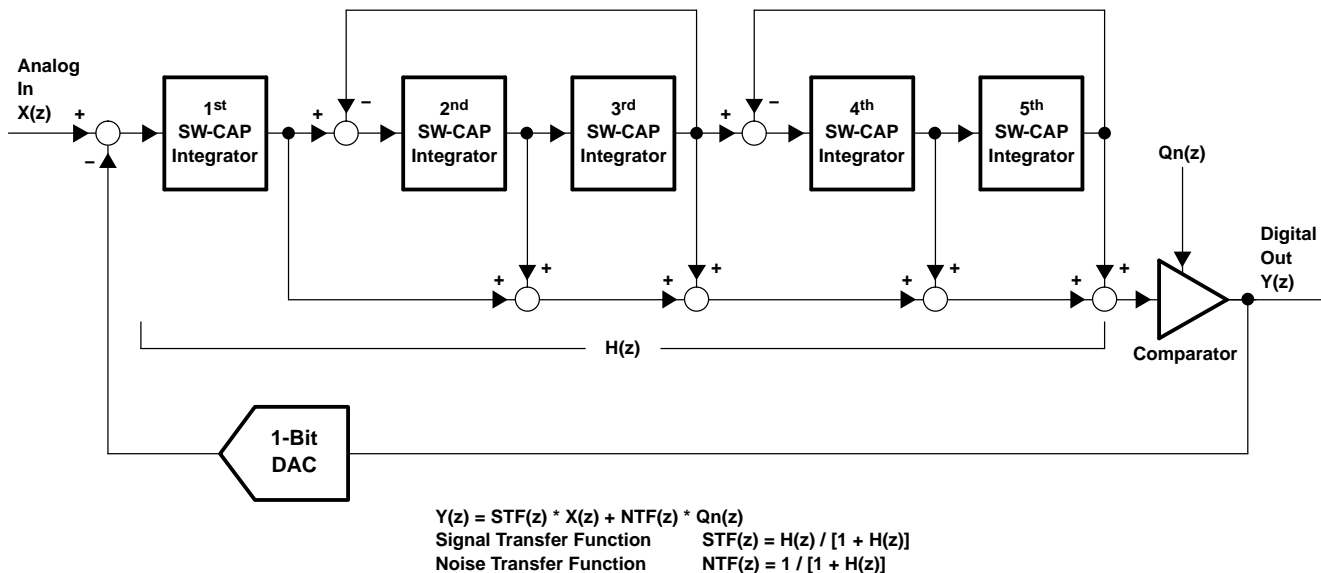 Analog
In
X(z)
+
−
1st
SW-CAP
Integrator
+
−
2nd
SW-CAP
Integrator
3rd
SW-CAP
Integrator
+
−
4th
SW-CAP
Integrator
5th
SW-CAP
Integrator
Qn(z)
+
+
+
+
+
+
+
+
Digital
Out
Y(z)
Comparator
H(z)
1-Bit
DAC
Y(z) = STF(z) * X(z) + NTF(z) * Qn(z)
Signal Transfer Function STF(z) = H(z) / [1 + H(z)]
Noise Transfer Function NTF(z) = 1 / [1 + H(z)]